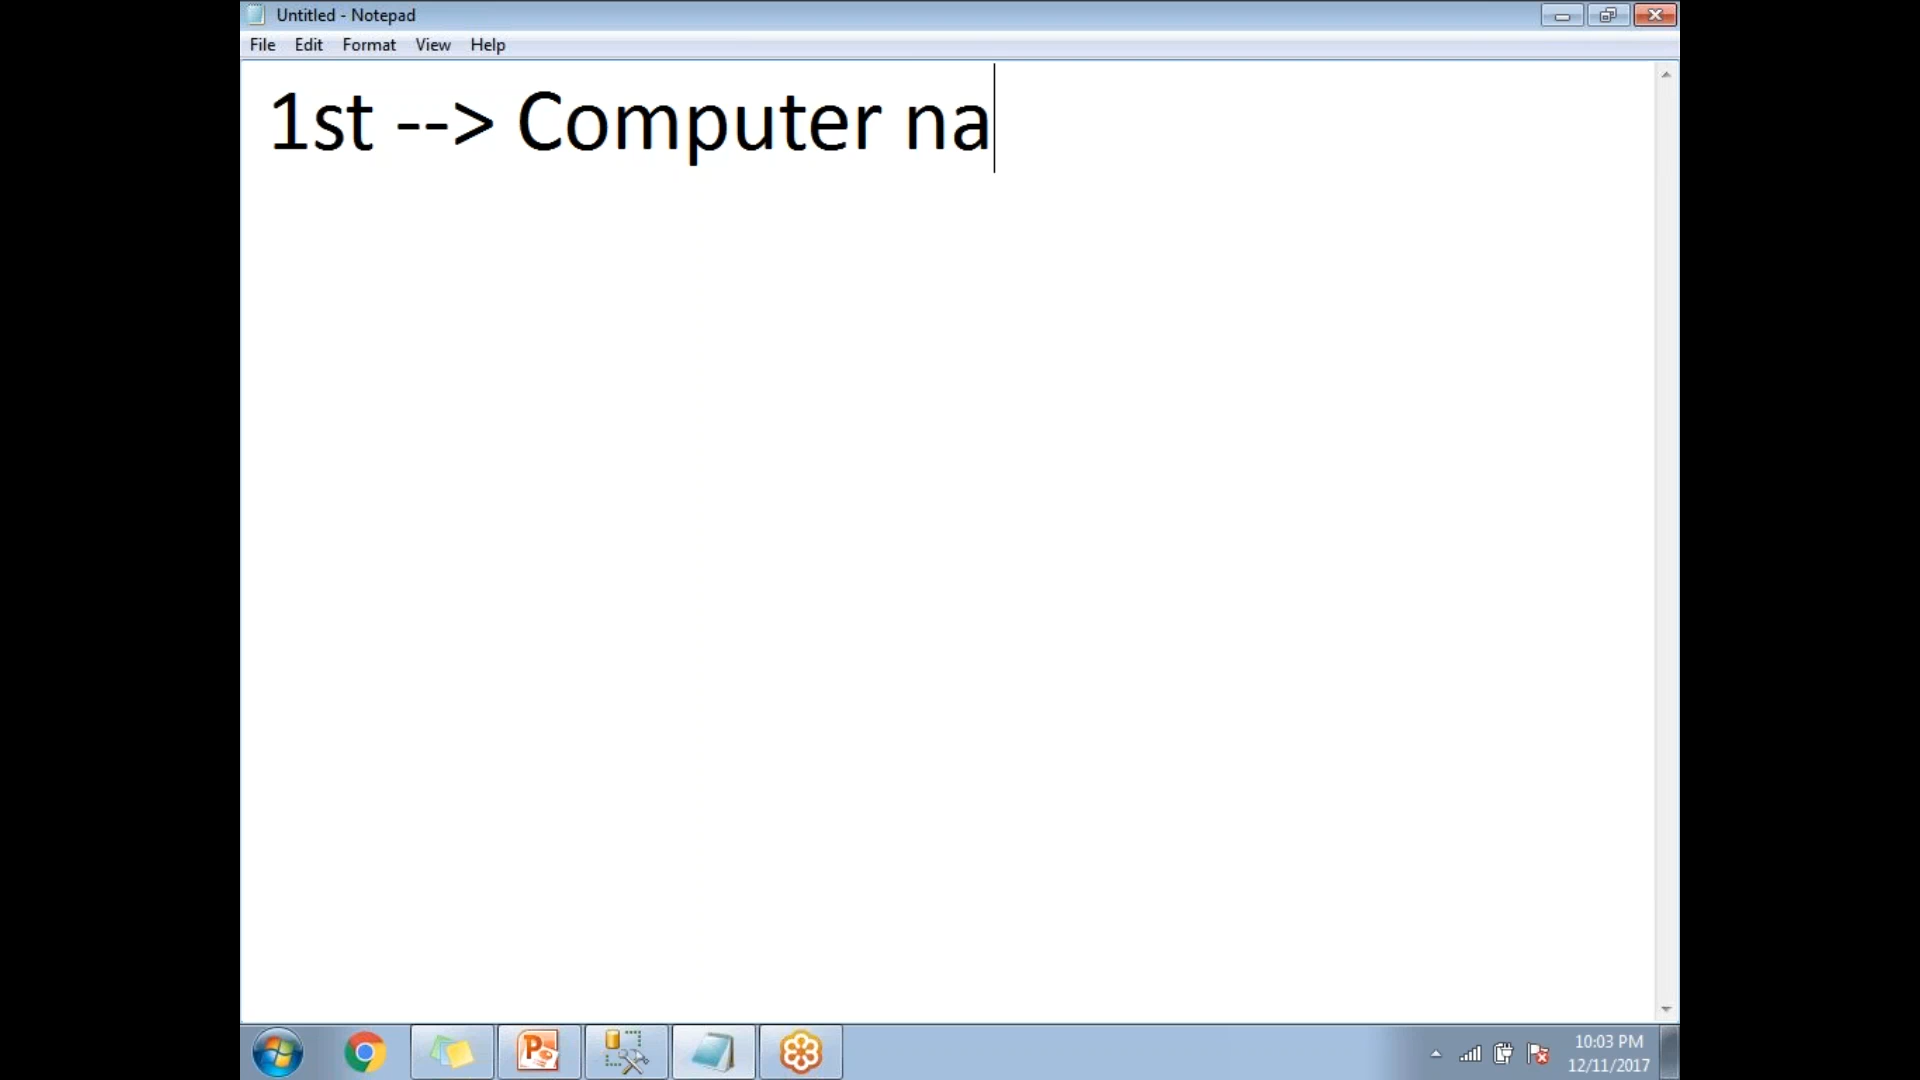 Untitled - Notepad
File Edit Format View Help
1st --> Computer na
10:03 PM
12/11/2017